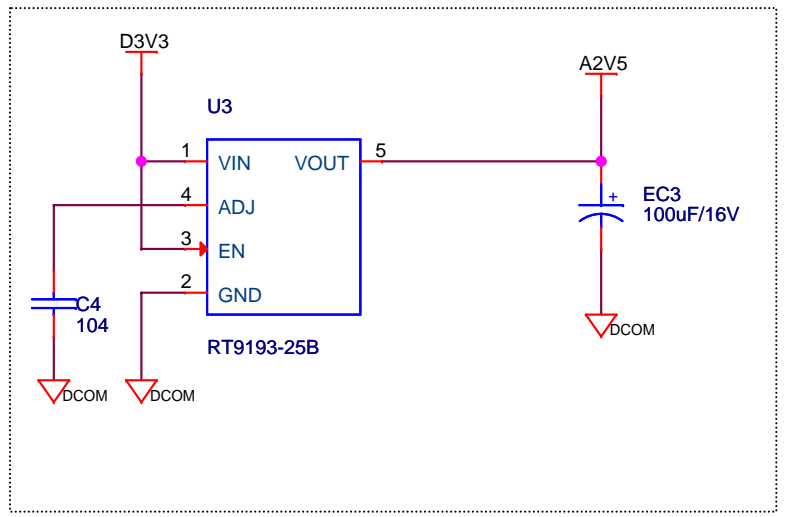 D3V3
A2V5
U3
1
VIN
VOUT
5
4
ADJ
EC3
100uF/16V
3
EN
2
GND
C4
104
DCOM
RT9193-25B
DCOM
DCOM